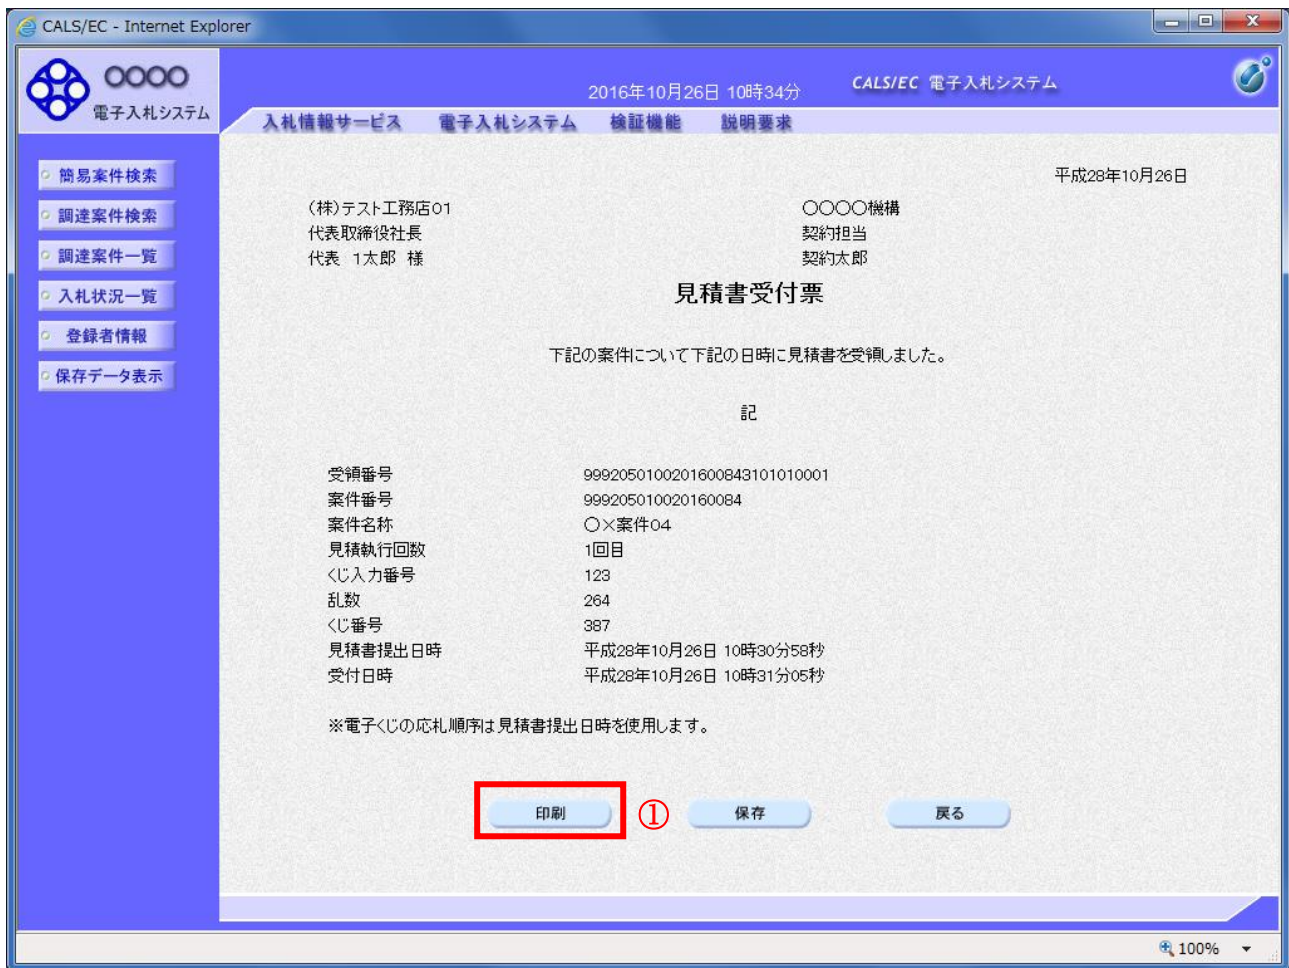 CALS/EC - Internet Explorer
〇〇〇〇
電子入札システム
2016年10月26日 10時34分
CALS/EC 電子入札システム
入札情報サービス 電子入札システム 検証機能 説明要求
簡易案件検索
調達案件検索
調達案件一覧
入札状況一覧
登録者情報
保存データ表示
平成28年10月26日
(株)テスト工務店01
代表取締役社長
代表 1太郎 様
〇〇〇〇機構
契約担当
契約太郎
見積書受付票
下記の案件について下記の日時に見積書を受領しました。
記
受領番号 99920501002016008431010​10001
案件番号 999205010020160084
案件名称 〇×案件04
見積執行回数 1回目
くじ入力番号 123
乱数 264
くじ番号 387
見積書提出日時 平成28年10月26日 10時30分58秒
受付日時 平成28年10月26日 10時31分05秒
※電子くじの応札順序は見積書提出日時を使用します。
印刷 ① 保存 戻る
100%